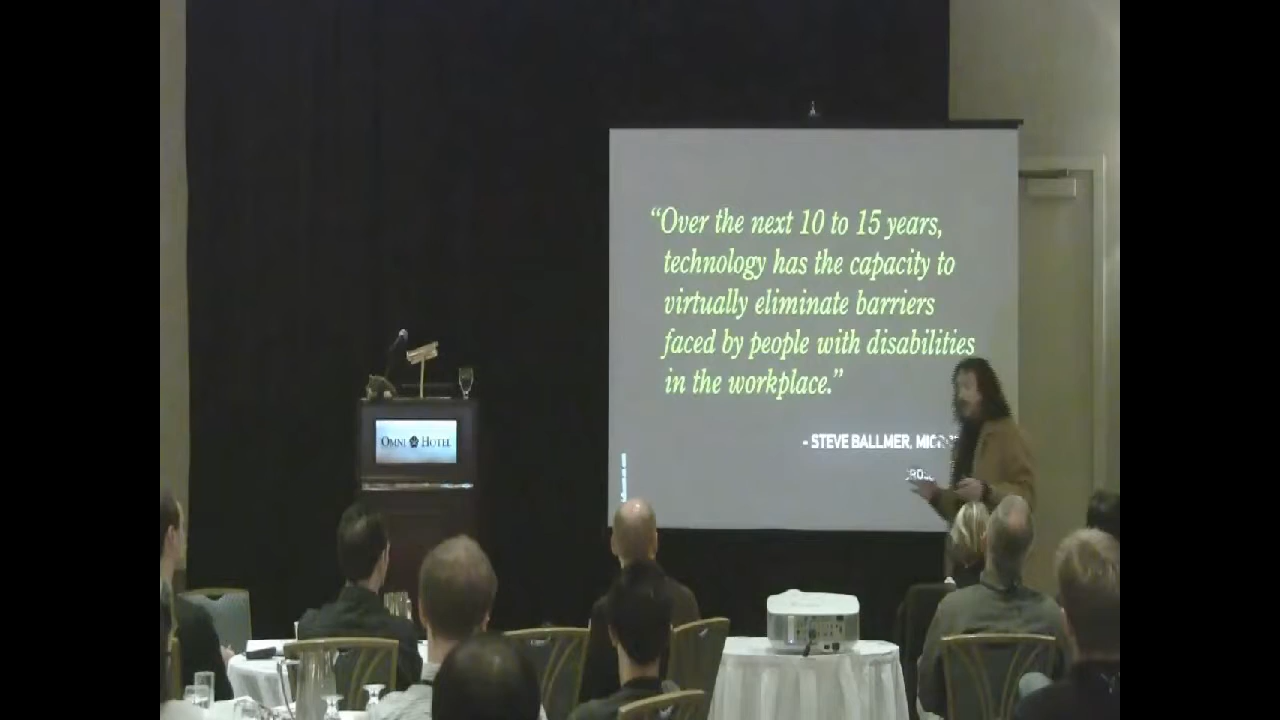 “Over the next 10 to 15 years,
technology has the capacity to
virtually eliminate barriers
faced by people with disabilities
in the workplace.”
- STEVE BALLMER,
OMNI HOTEL